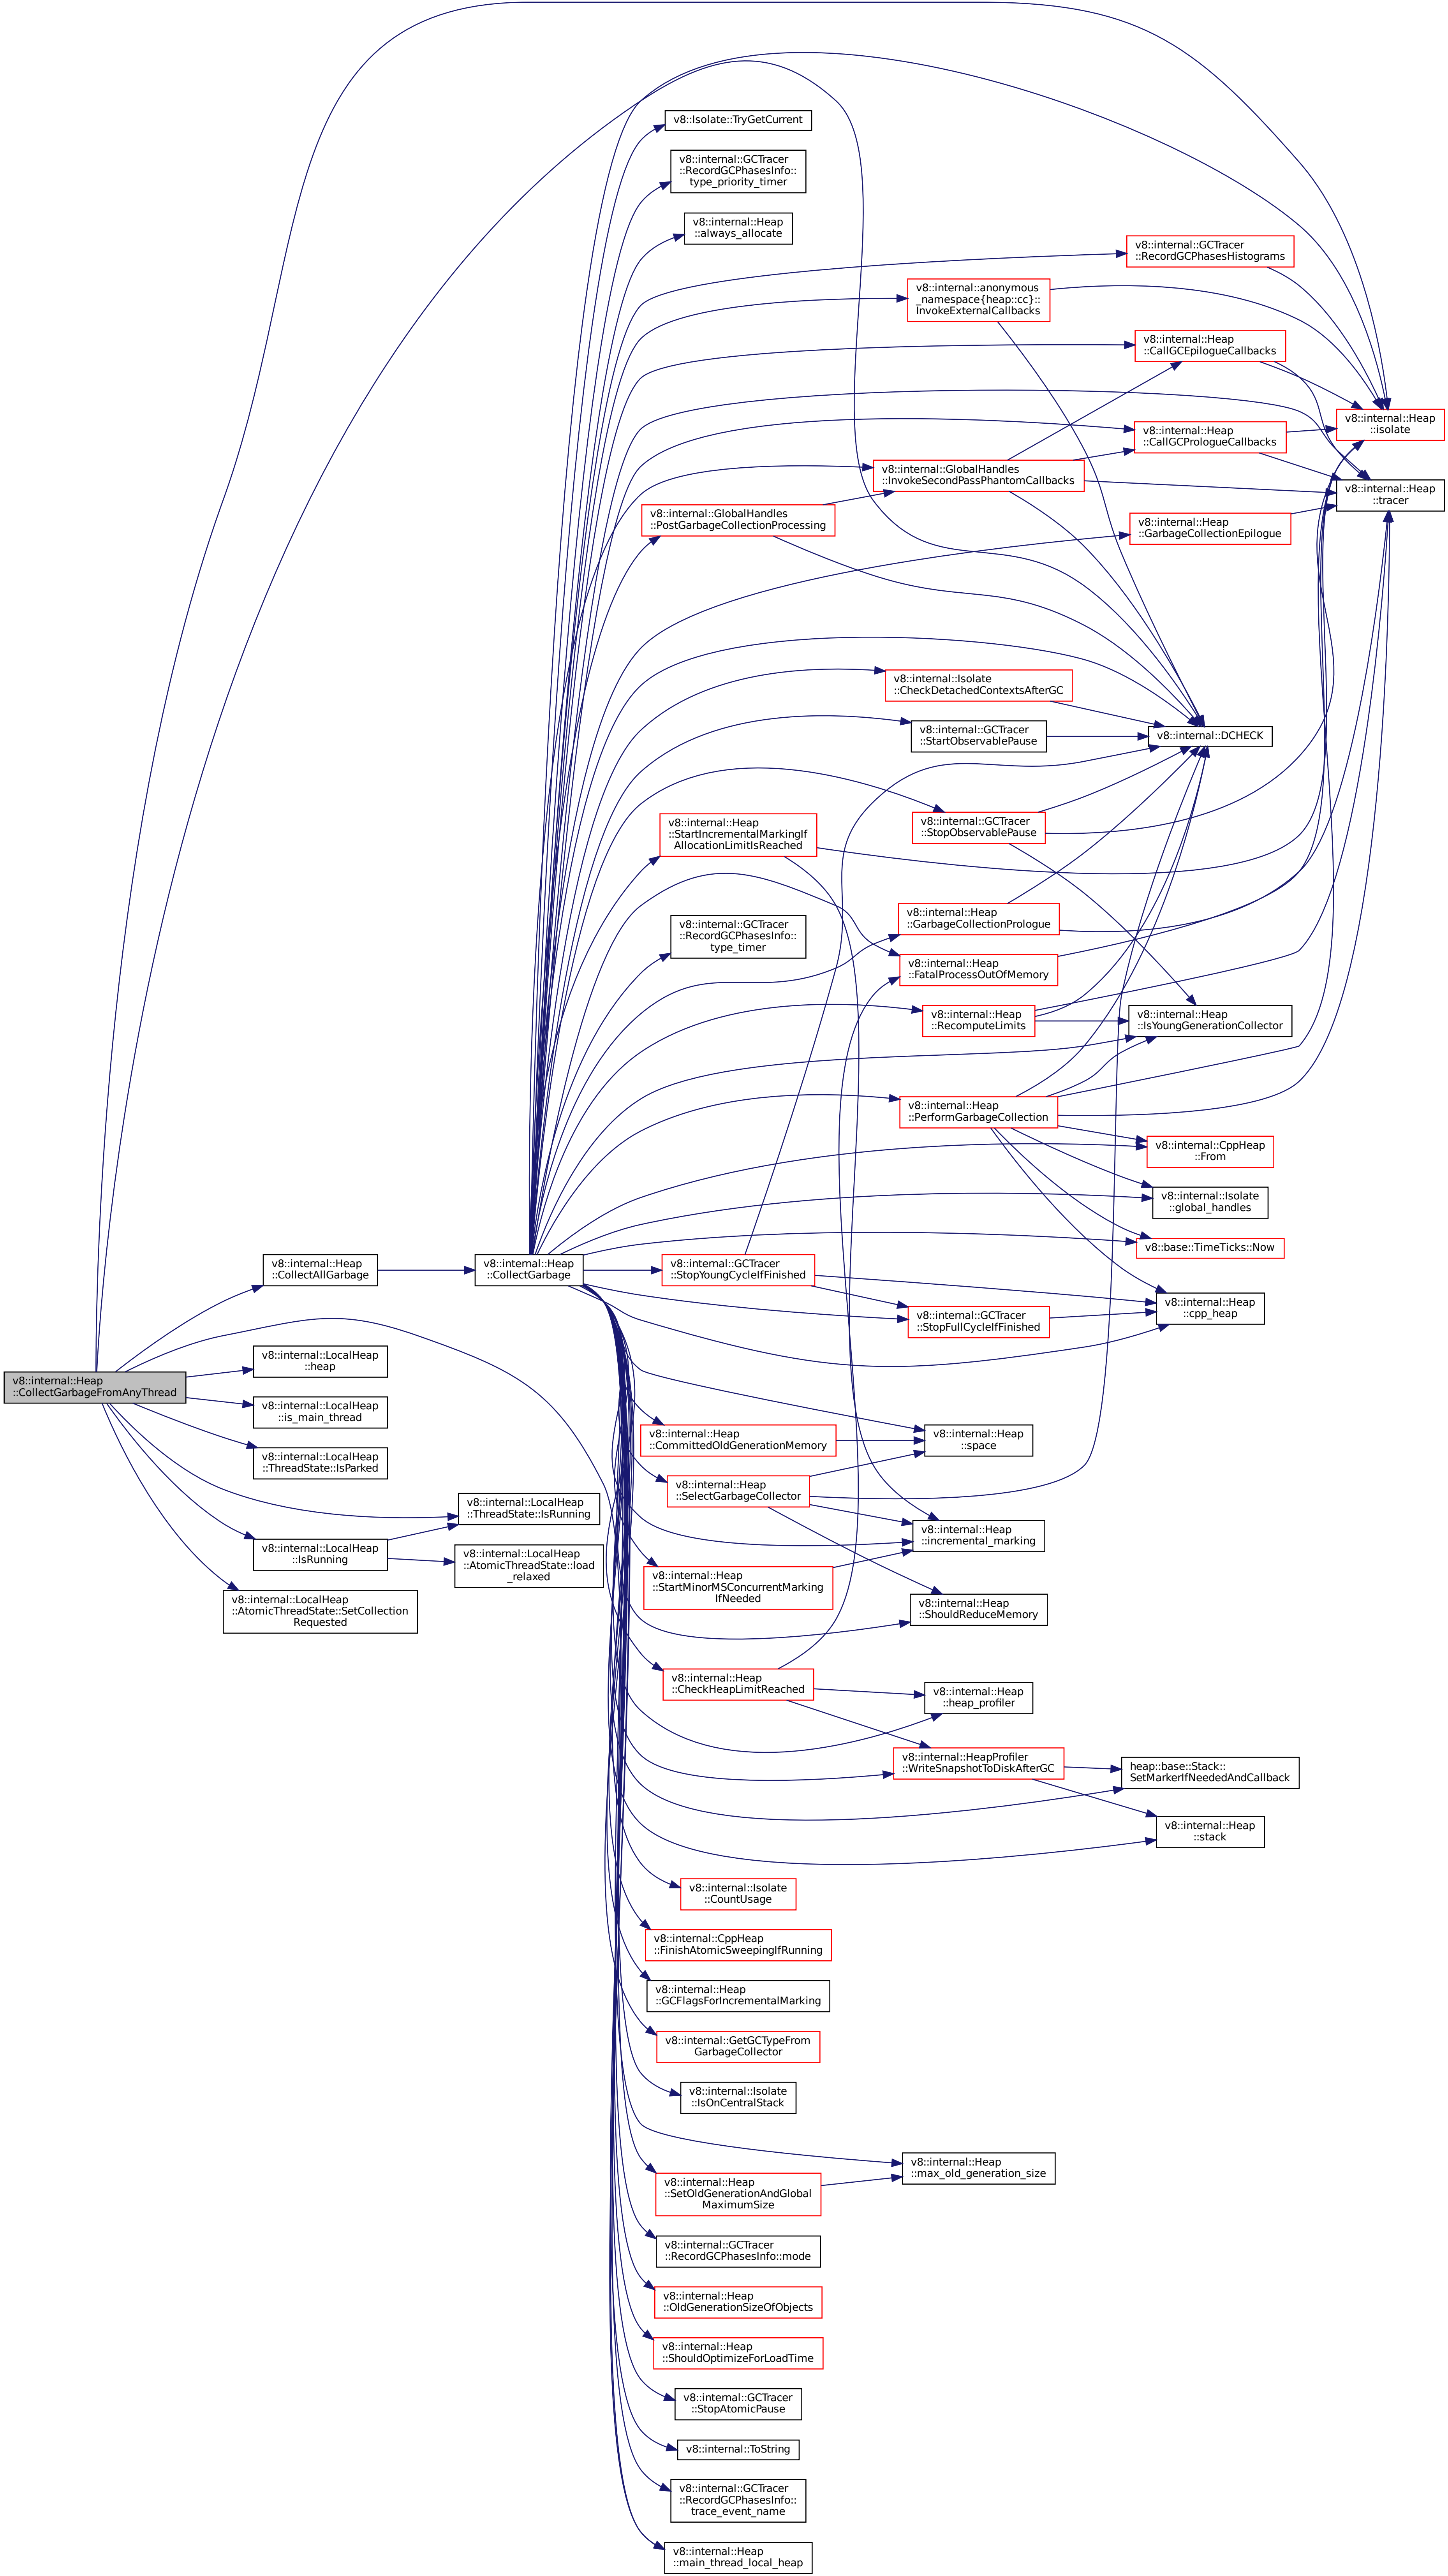 v8::Isolate::TryGetCurrent
v8::internal::GCTracer
::RecordGCPhasesInfo::
type_priority_timer
v8::internal::Heap
::always_allocate
v8::internal::GCTracer
::RecordGCPhasesHistograms
v8::internal::anonymous
_namespace{heap::cc}::
InvokeExternalCallbacks
v8::internal::Heap
::CallGCEpilogueCallbacks
v8::internal::Heap
::isolate
v8::internal::Heap
::CallGCPrologueCallbacks
v8::internal::GlobalHandles
::InvokeSecondPassPhantomCallbacks
v8::internal::Heap
::tracer
v8::internal::GlobalHandles
::PostGarbageCollectionProcessing
v8::internal::Heap
::GarbageCollectionEpilogue
v8::internal::Isolate
::CheckDetachedContextsAfterGC
v8::internal::GCTracer
::StartObservablePause
v8::internal::DCHECK
v8::internal::GCTracer
::StopObservablePause
v8::internal::Heap
::StartIncrementalMarkingIf
AllocationLimitIsReached
v8::internal::Heap
::GarbageCollectionPrologue
v8::internal::GCTracer
::RecordGCPhasesInfo::
type_timer
v8::internal::Heap
::FatalProcessOutOfMemory
v8::internal::Heap
::RecomputeLimits
v8::internal::Heap
::IsYoungGenerationCollector
v8::internal::Heap
::PerformGarbageCollection
v8::internal::CppHeap
::From
v8::internal::Isolate
::global_handles
v8::base::TimeTicks::Now
v8::internal::Heap
::CollectAllGarbage
v8::internal::Heap
::CollectGarbage
v8::internal::GCTracer
::StopYoungCycleIfFinished
v8::internal::Heap
::cpp_heap
v8::internal::GCTracer
::StopFullCycleIfFinished
v8::internal::LocalHeap
::heap
v8::internal::Heap
::CollectGarbageFromAnyThread
v8::internal::LocalHeap
::is_main_thread
v8::internal::Heap
::CommittedOldGenerationMemory
v8::internal::Heap
::space
v8::internal::LocalHeap
::ThreadState::IsParked
v8::internal::Heap
::SelectGarbageCollector
v8::internal::LocalHeap
::ThreadState::IsRunning
v8::internal::Heap
::incremental_marking
v8::internal::LocalHeap
::IsRunning
v8::internal::LocalHeap
::AtomicThreadState::load
_relaxed
v8::internal::Heap
::StartMinorMSConcurrentMarking
IfNeeded
v8::internal::LocalHeap
::AtomicThreadState::SetCollection
Requested
v8::internal::Heap
::ShouldReduceMemory
v8::internal::Heap
::CheckHeapLimitReached
v8::internal::Heap
::heap_profiler
v8::internal::HeapProfiler
::WriteSnapshotToDiskAfterGC
heap::base::Stack::
SetMarkerIfNeededAndCallback
v8::internal::Heap
::stack
v8::internal::Isolate
::CountUsage
v8::internal::CppHeap
::FinishAtomicSweepingIfRunning
v8::internal::Heap
::GCFlagsForIncrementalMarking
v8::internal::GetGCTypeFrom
GarbageCollector
v8::internal::Isolate
::IsOnCentralStack
v8::internal::Heap
::max_old_generation_size
v8::internal::Heap
::SetOldGenerationAndGlobal
MaximumSize
v8::internal::GCTracer
::RecordGCPhasesInfo::mode
v8::internal::Heap
::OldGenerationSizeOfObjects
v8::internal::Heap
::ShouldOptimizeForLoadTime
v8::internal::GCTracer
::StopAtomicPause
v8::internal::ToString
v8::internal::GCTracer
::RecordGCPhasesInfo::
trace_event_name
v8::internal::Heap
::main_thread_local_heap